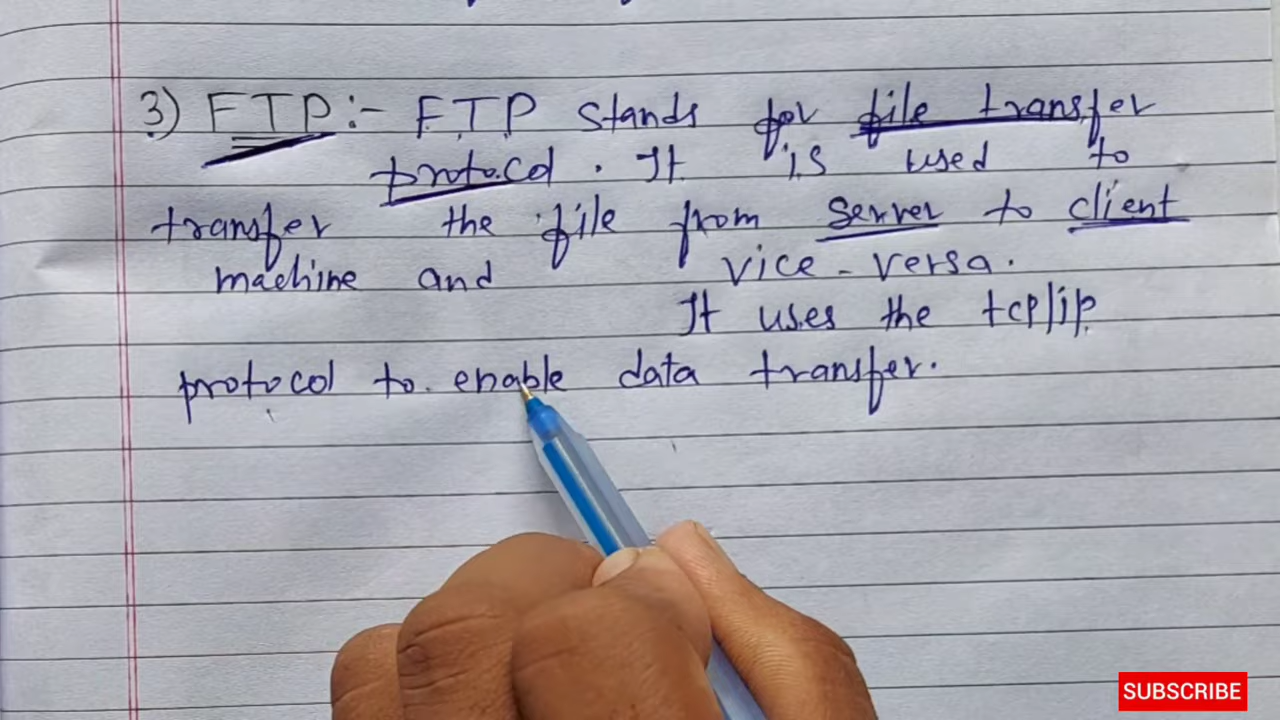 3) FTP:- FTP stands for file transfer
protocol. It is used to
transfer the file from server to client
machine and vice-versa.
It uses the tcp/ip
protocol to enable data transfer.
SUBSCRIBE